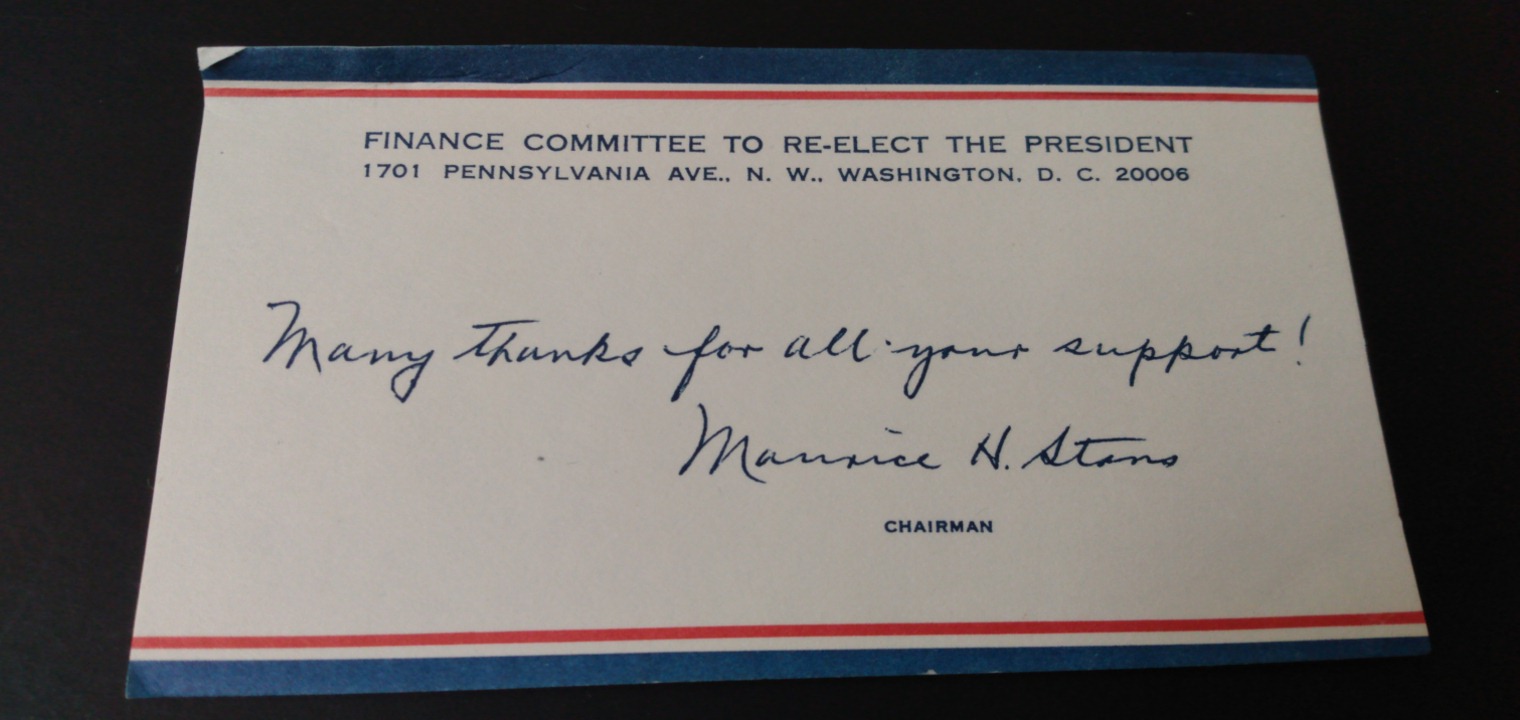 FINANCE COMMITTEE TO RE-ELECT THE PRESIDENT
1701 PENNSYLVANIA AVE., N. W., WASHINGTON, D. C. 20006
Many thanks for all your support!
Maurice H. Stans
CHAIRMAN